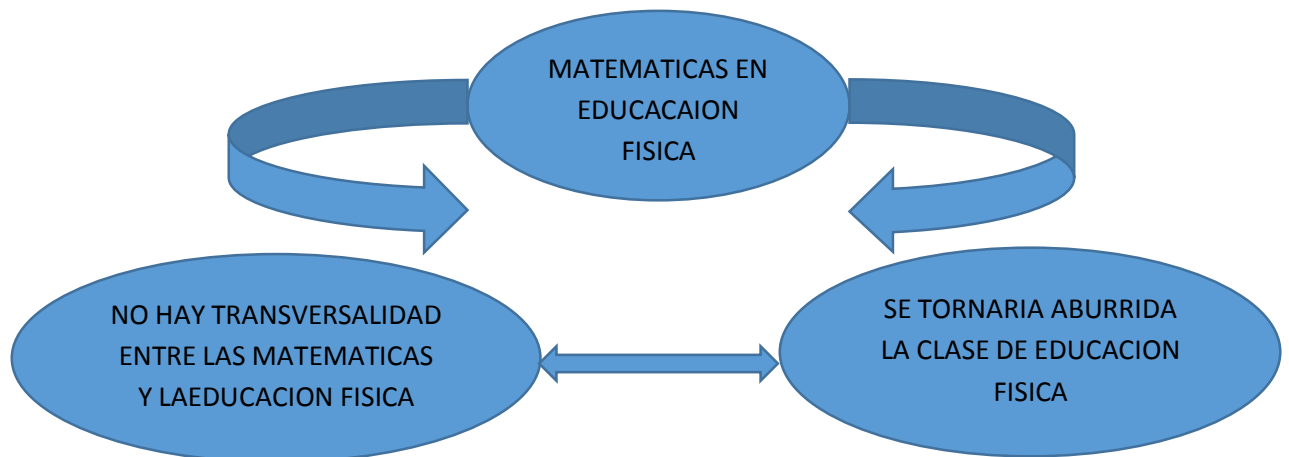 MATEMATICAS EN
EDUCACAION
FISICA
NO HAY TRANSVERSALIDAD
ENTRE LAS MATEMATICAS
Y LAEDUCACION FISICA
SE TORNARIA ABURRIDA
LA CLASE DE EDUCACION
FISICA